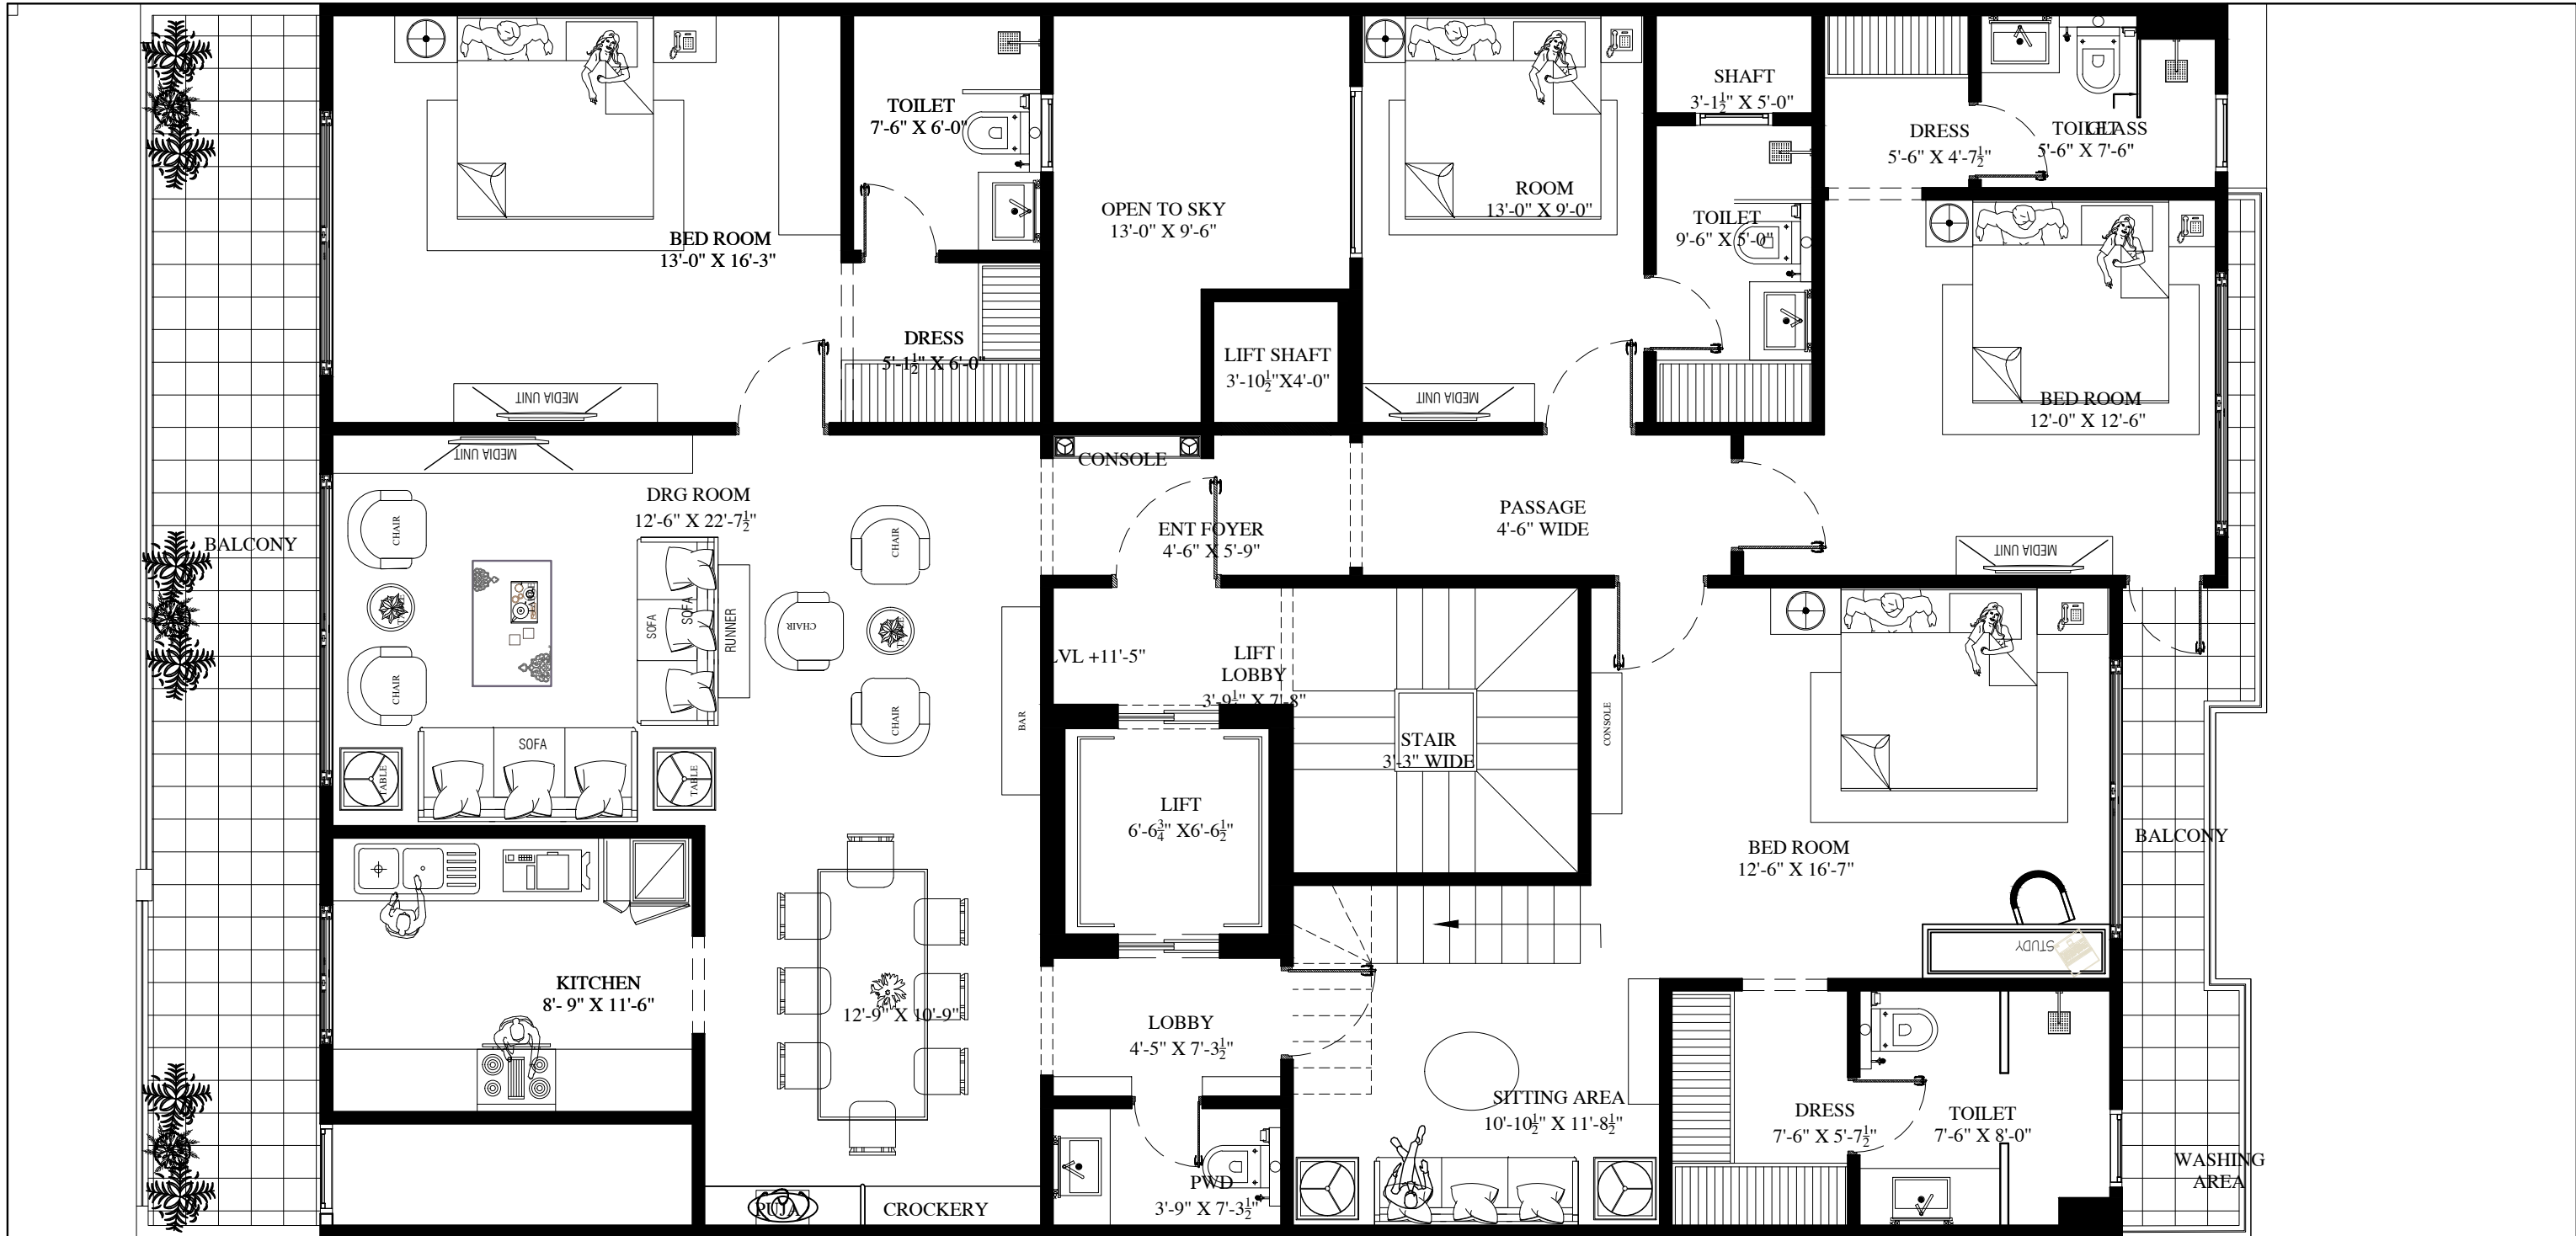 TOILET
7'-6" X 6'-0"
BED ROOM
13'-0" X 16'-3"
DRESS
5'-1½" X 6'-0"
MEDIA UNIT
OPEN TO SKY
13'-0" X 9'-6"
LIFT SHAFT
3'-10½"X4'-0"
ROOM
13'-0" X 9'-0"
MEDIA UNIT
SHAFT
3'-1½" X 5'-0"
TOILET
9'-6" X 5'-0"
DRESS
5'-6" X 4'-7½"
TOILET
GLASS
5'-6" X 7'-6"
BED ROOM
12'-0" X 12'-6"
MEDIA UNIT
BALCONY
MEDIA UNIT
DRG ROOM
12'-6" X 22'-7½"
CHAIR
CHAIR
TABLE
SOFA
SOFA
RUNNER
CHAIR
CHAIR
CHAIR
SOFA
TABLE
TABLE
BAR
CONSOLE
ENT FOYER
4'-6" X 5'-9"
PASSAGE
4'-6" WIDE
LVL +11'-5"
LIFT
LOBBY
3'-9½" X 7'-8"
STAIR
3'-3" WIDE
CONSOLE
LIFT
6'-6¾" X6'-6½"
BED ROOM
12'-6" X 16'-7"
STUDY
BALCONY
KITCHEN
8'- 9" X 11'-6"
12'-9" X 10'-9"
LOBBY
4'-5" X 7'-3½"
SITTING AREA
10'-10½" X 11'-8½"
DRESS
7'-6" X 5'-7½"
TOILET
7'-6" X 8'-0"
WASHING
AREA
PUJA
CROCKERY
PWD
3'-9" X 7'-3½"